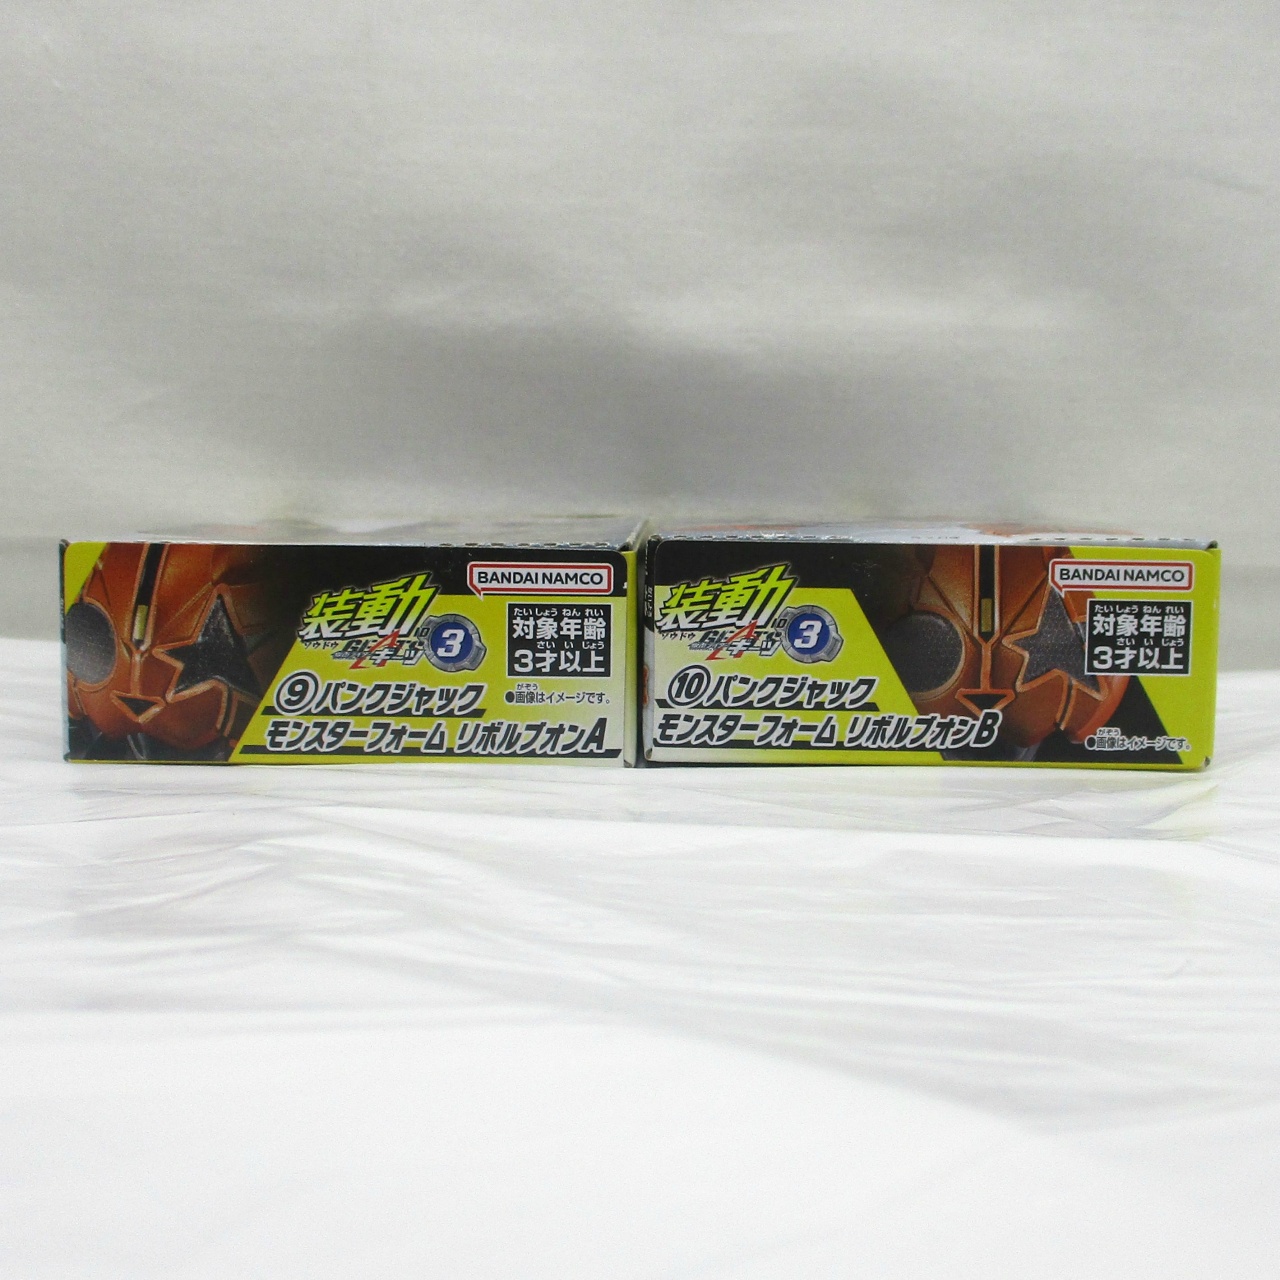 BANDAI NAMCO
装動
ソウドウ
ギーツ
3
たいしょうねんれい
対象年齢
さいいじょう
3才以上
⑨パンクジャック
がぞう
●画像はイメージです。
モンスターフォーム リボルブオンA
BANDAI NAMCO
装動
ソウドウ
ギーツ
3
たいしょうねんれい
対象年齢
さいいじょう
3才以上
⑩パンクジャック
モンスターフォーム リボルブオンB
がぞう
●画像はイメージです。